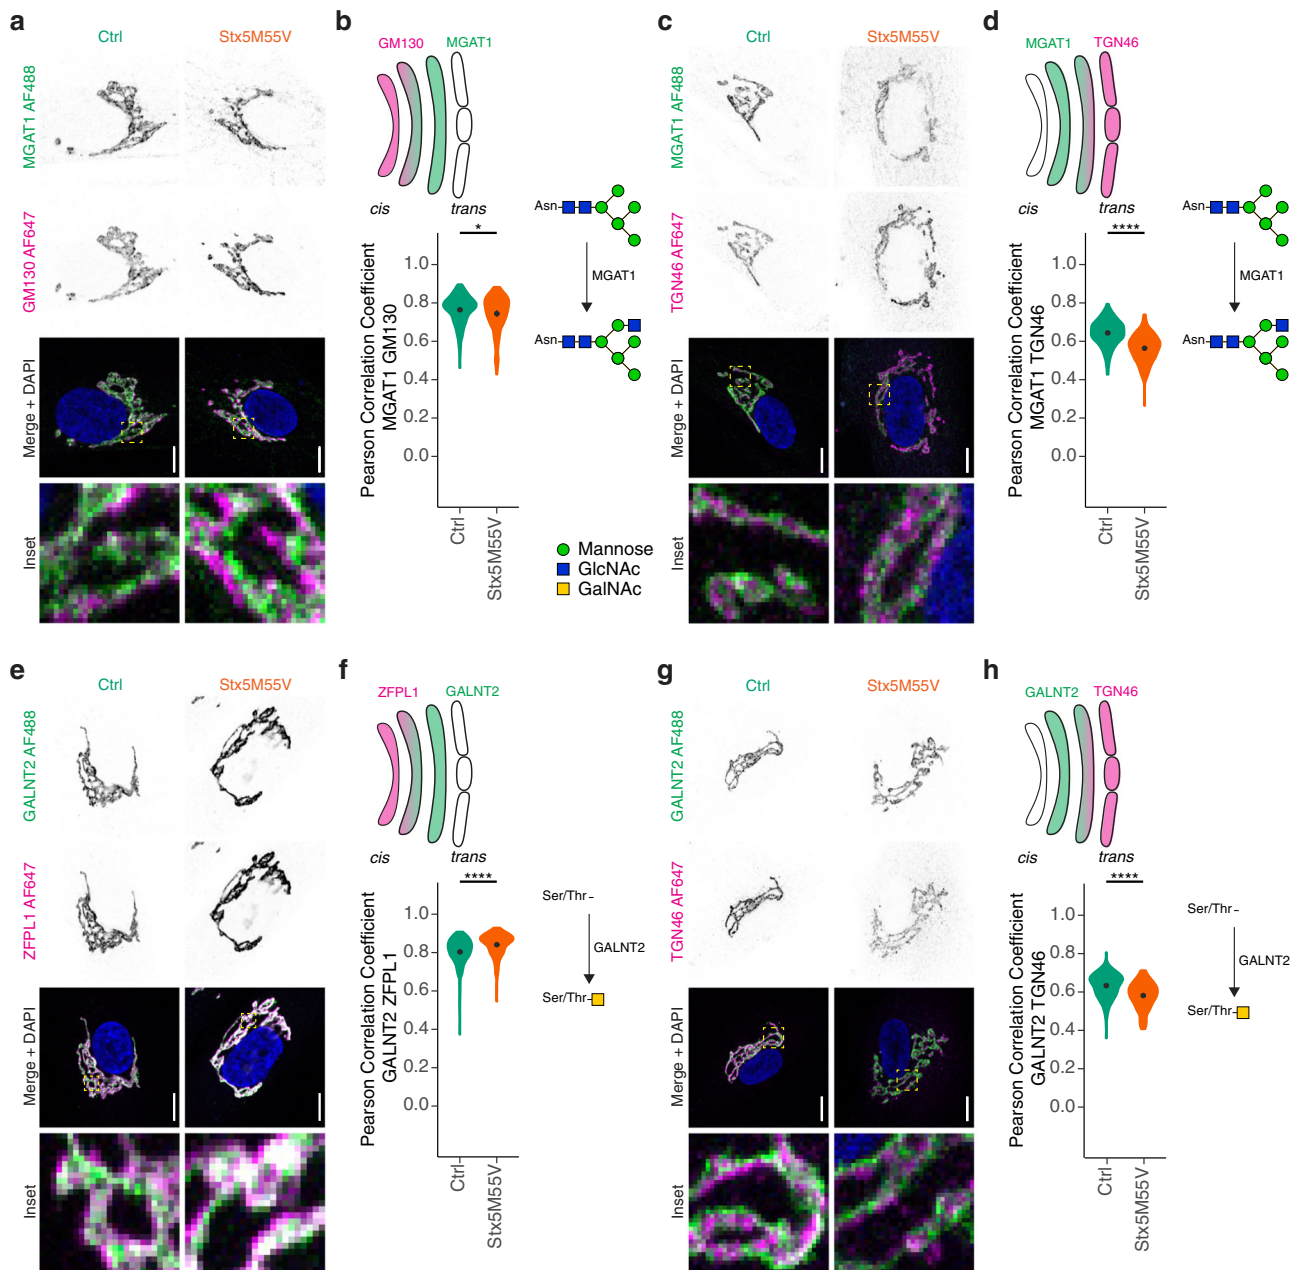 a
Ctrl
Stx5M55V
MGAT1 AF488
GM130 AF647
Merge + DAPI
Inset
b
GM130
MGAT1
cis
trans
*
Pearson Correlation Coefficient
MGAT1 GM130
1.0
0.8
0.6
0.4
0.2
0.0
Ctrl
Stx5M55V
Asn
MGAT1
Asn
Mannose
GlcNAc
GalNAc
c
Ctrl
Stx5M55V
MGAT1 AF488
TGN46 AF647
Merge + DAPI
Inset
d
MGAT1
TGN46
cis
trans
****
Pearson Correlation Coefficient
MGAT1 TGN46
1.0
0.8
0.6
0.4
0.2
0.0
Ctrl
Stx5M55V
Asn
MGAT1
Asn
e
Ctrl
Stx5M55V
GALNT2 AF488
ZFPL1 AF647
Merge + DAPI
Inset
f
ZFPL1
GALNT2
cis
trans
****
Pearson Correlation Coefficient
GALNT2 ZFPL1
1.0
0.8
0.6
0.4
0.2
0.0
Ctrl
Stx5M55V
Ser/Thr-
GALNT2
Ser/Thr-
g
Ctrl
Stx5M55V
GALNT2 AF488
TGN46 AF647
Merge + DAPI
Inset
h
GALNT2
TGN46
cis
trans
****
Pearson Correlation Coefficient
GALNT2 TGN46
1.0
0.8
0.6
0.4
0.2
0.0
Ctrl
Stx5M55V
Ser/Thr-
GALNT2
Ser/Thr-